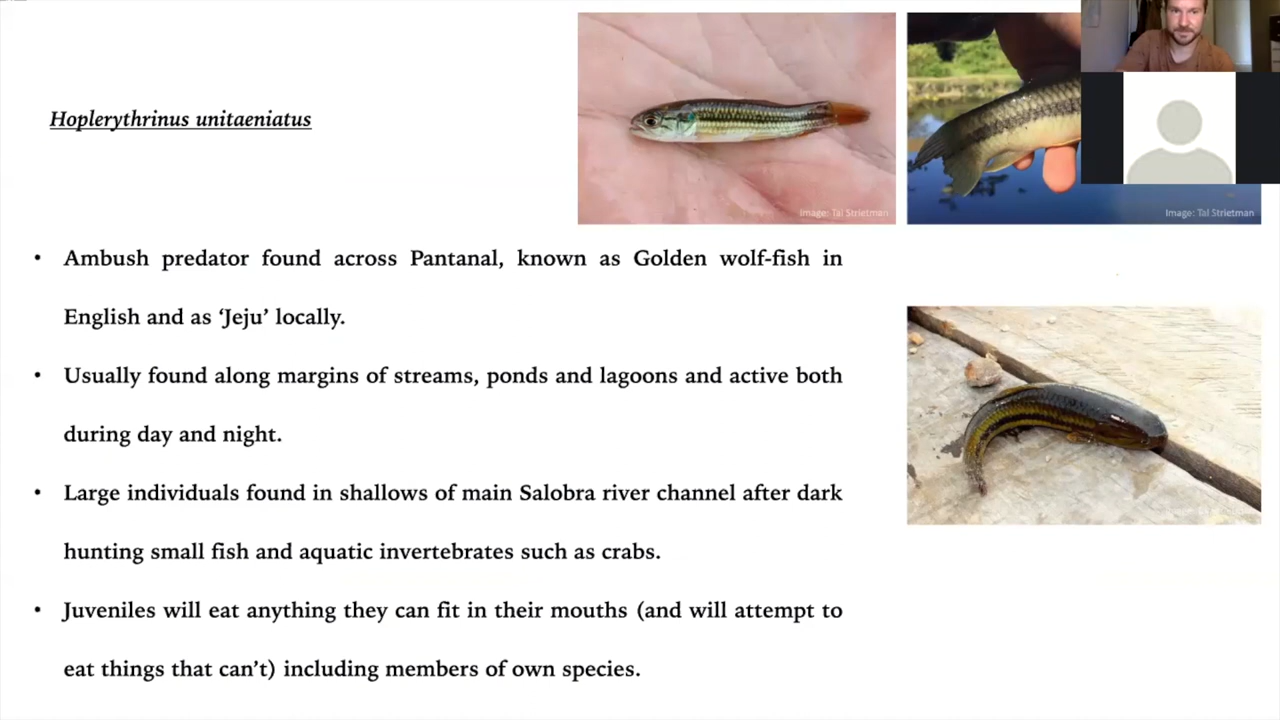 Hoplerythrinus unitaeniatus
Image: Tal Strietman
Image: Tal Strietman
• Ambush predator found across Pantanal, known as Golden wolf-fish in
English and as ‘Jeju’ locally.
• Usually found along margins of streams, ponds and lagoons and active both
during day and night.
• Large individuals found in shallows of main Salobra river channel after dark
hunting small fish and aquatic invertebrates such as crabs.
• Juveniles will eat anything they can fit in their mouths (and will attempt to
eat things that can’t) including members of own species.